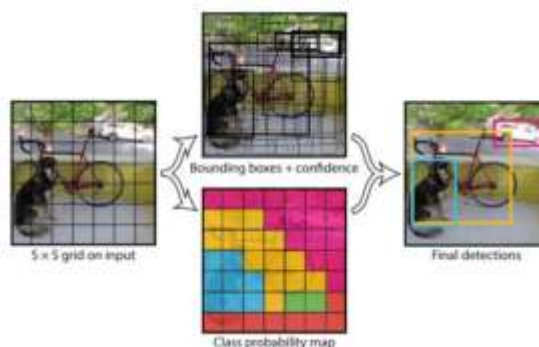 Bounding boxes + confidence
S × S grid on input
Final detections
Class probability map